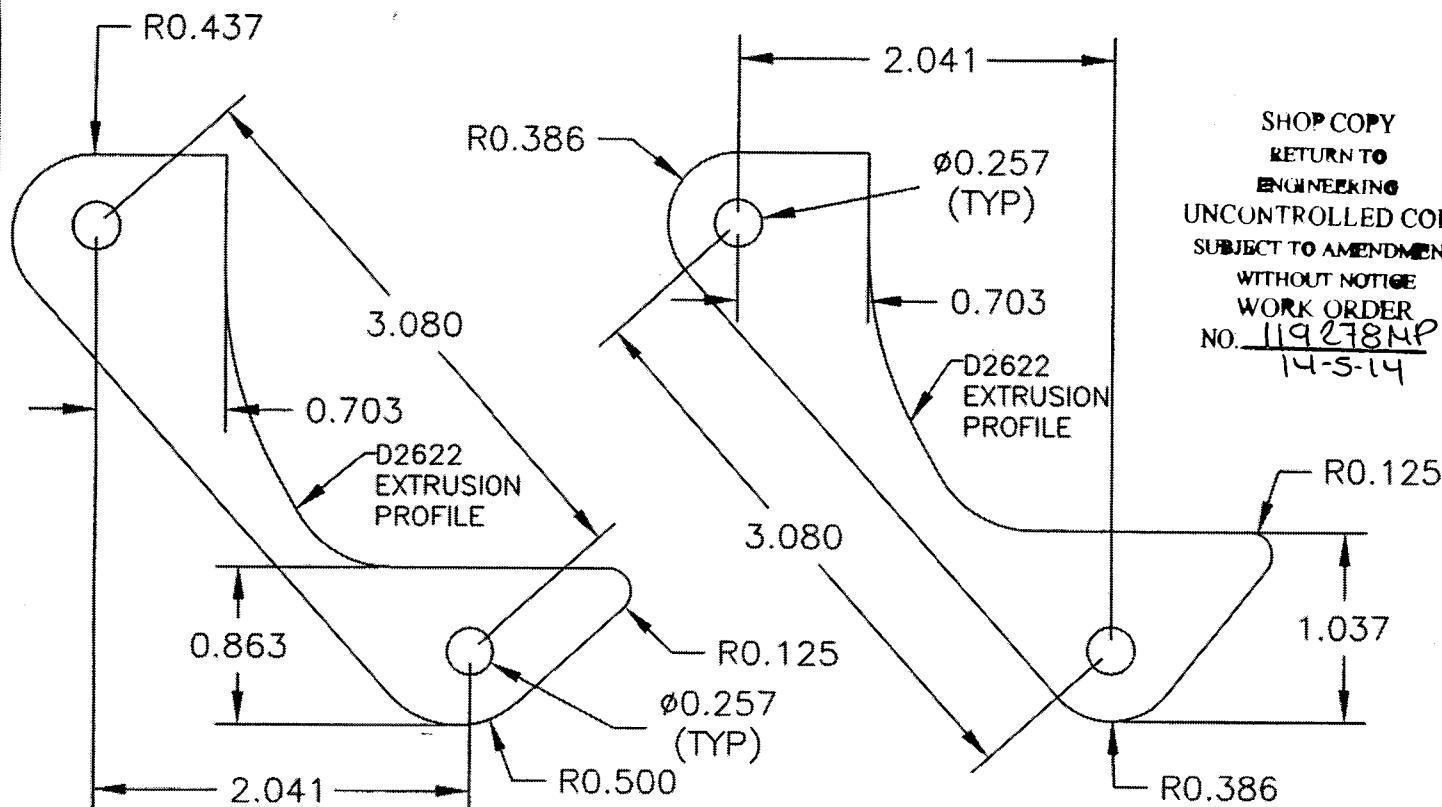 R0.437
3.080
0.703
D2622
EXTRUSION
PROFILE
0.863
R0.125
ø0.257
(TYP)
R0.500
2.041
2.041
R0.386
ø0.257
(TYP)
0.703
D2622
EXTRUSION
PROFILE
3.080
R0.125
1.037
R0.386
SHOP COPY
RETURN TO
ENGINEERING
UNCONTROLLED COP
SUBJECT TO AMENDMEN
WITHOUT NOTICE
WORK ORDER
NO. 119278MP
14-5-14